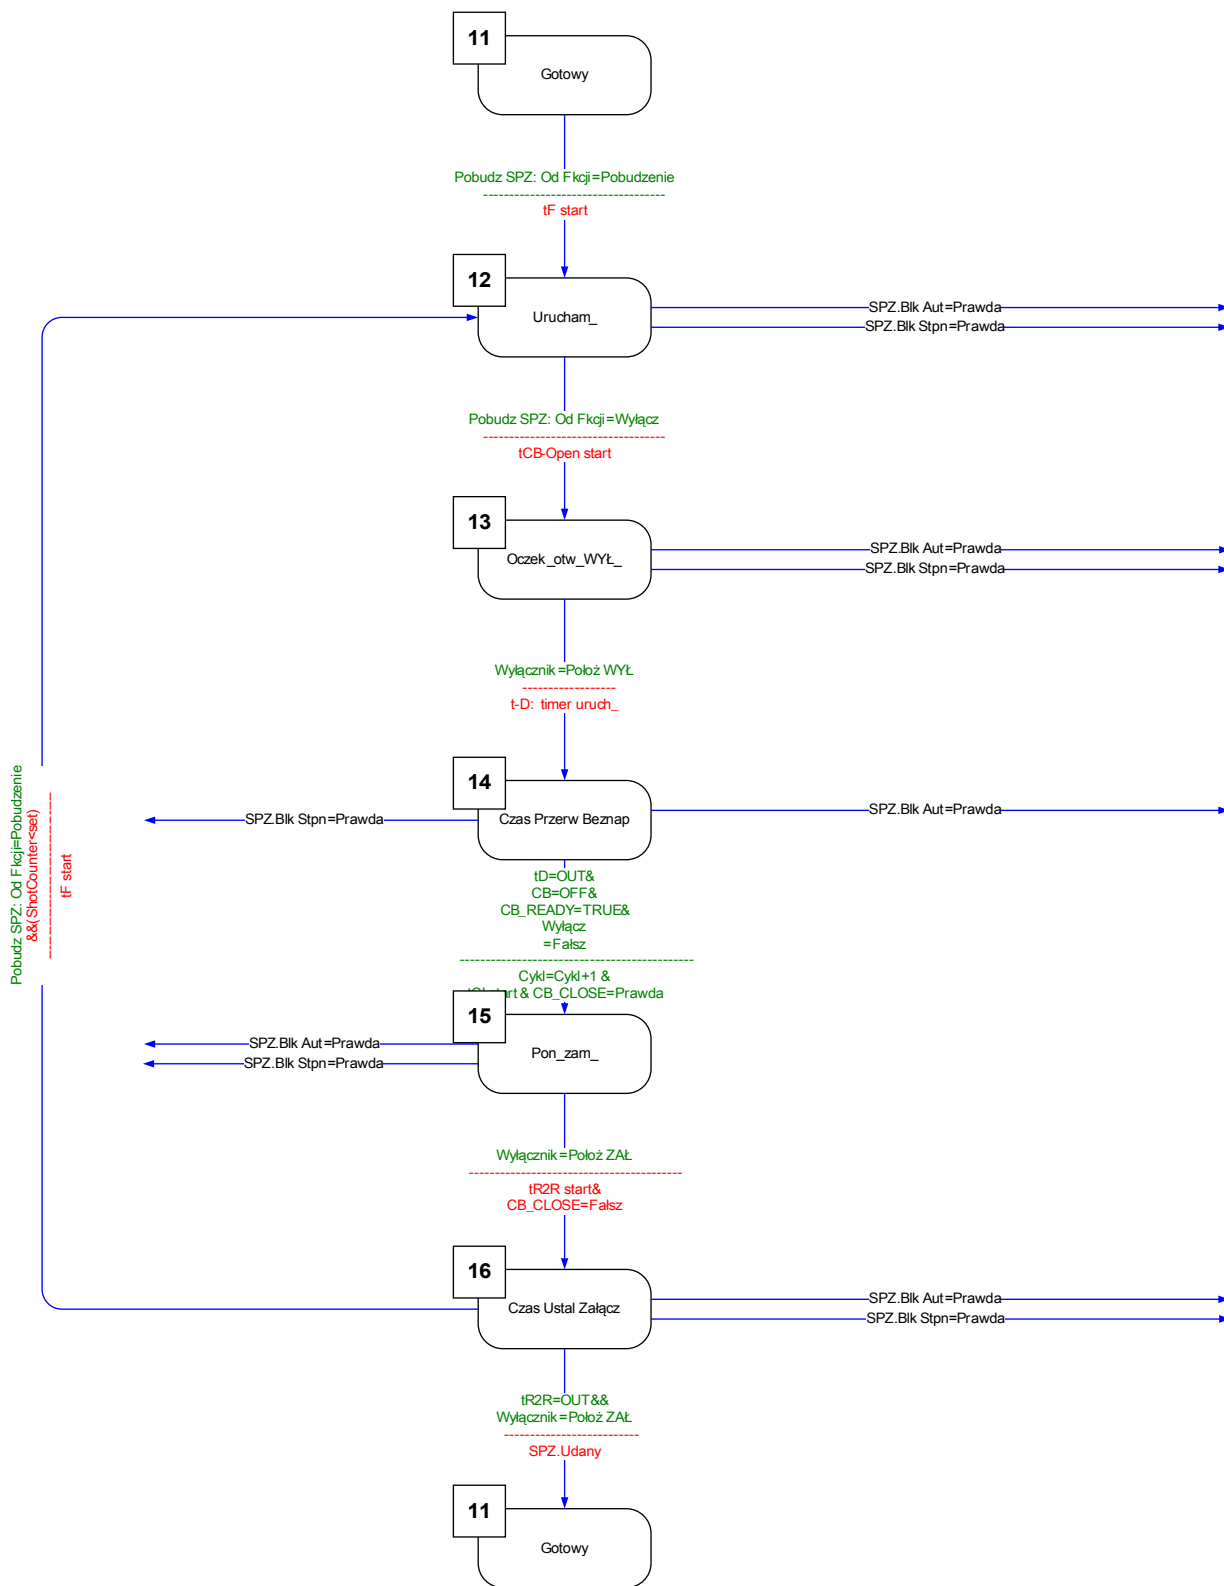 11
Gotowy
Pobudz SPZ: Od Fkcji=Pobudzenie
-----------------------------------
tF start
12
Urucham_
SPZ.Blk Aut=Prawda
SPZ.Blk Stpn=Prawda
Pobudz SPZ: Od Fkcji=Wyłącz
-----------------------------------
tCB-Open start
13
Oczek_otw_WYŁ_
SPZ.Blk Aut=Prawda
SPZ.Blk Stpn=Prawda
Wyłącznik=Położ WYŁ
------------------
t-D: timer uruch_
14
Czas Przerw Beznap
SPZ.Blk Stpn=Prawda
SPZ.Blk Aut=Prawda
Pobudz SPZ: Od Fkcji=Pobudzenie
&&(ShotCounter<set)
-----------------------------------
tF start
tD=OUT&
CB=OFF&
CB_READY=TRUE&
Wyłącz
=Fałsz
---------------------------------------------
Cykl=Cykl+1 &
& CB_CLOSE=Prawda
15
Pon_zam_
SPZ.Blk Aut=Prawda
SPZ.Blk Stpn=Prawda
Wyłącznik=Położ ZAŁ
-----------------------------------------
tR2R start&
CB_CLOSE=Fałsz
16
Czas Ustal Załącz
SPZ.Blk Aut=Prawda
SPZ.Blk Stpn=Prawda
tR2R=OUT&&
Wyłącznik=Położ ZAŁ
--------------------------
SPZ.Udany
11
Gotowy